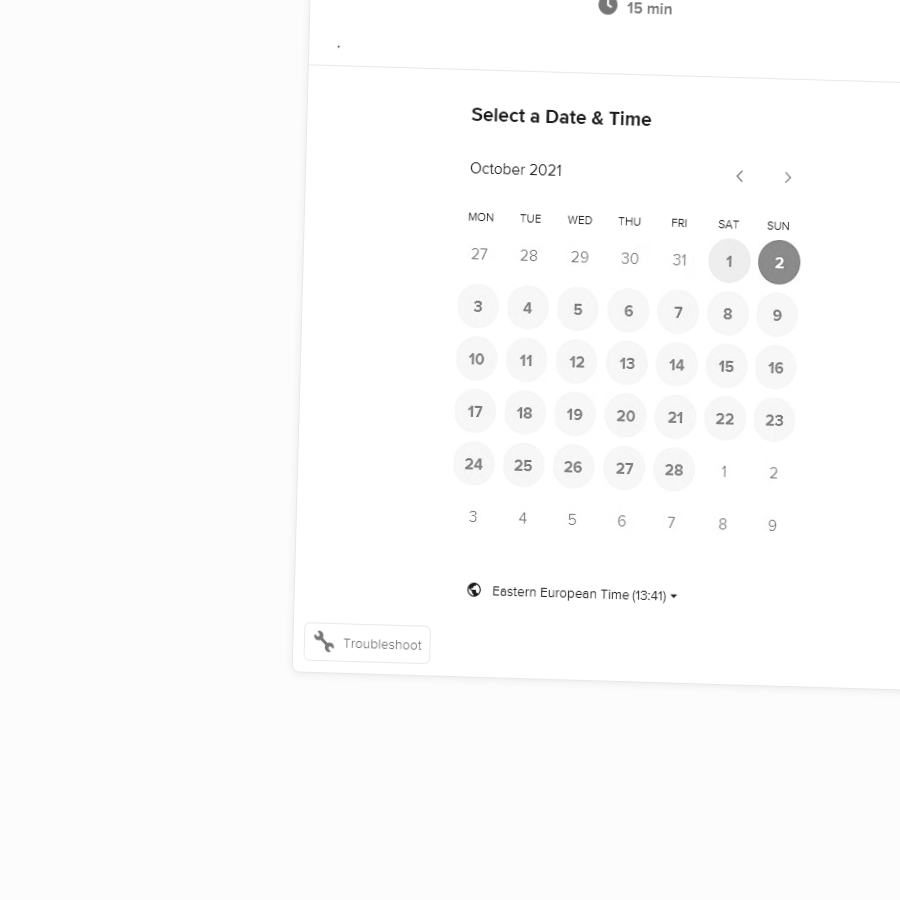 15 min
.
Select a Date & Time
October 2021
MON TUE WED THU FRI SAT SUN
27 28 29 30 31 1 2
3 4 5 6 7 8 9
10 11 12 13 14 15 16
17 18 19 20 21 22 23
24 25 26 27 28 1 2
3 4 5 6 7 8 9
Eastern European Time (13:41)
Troubleshoot